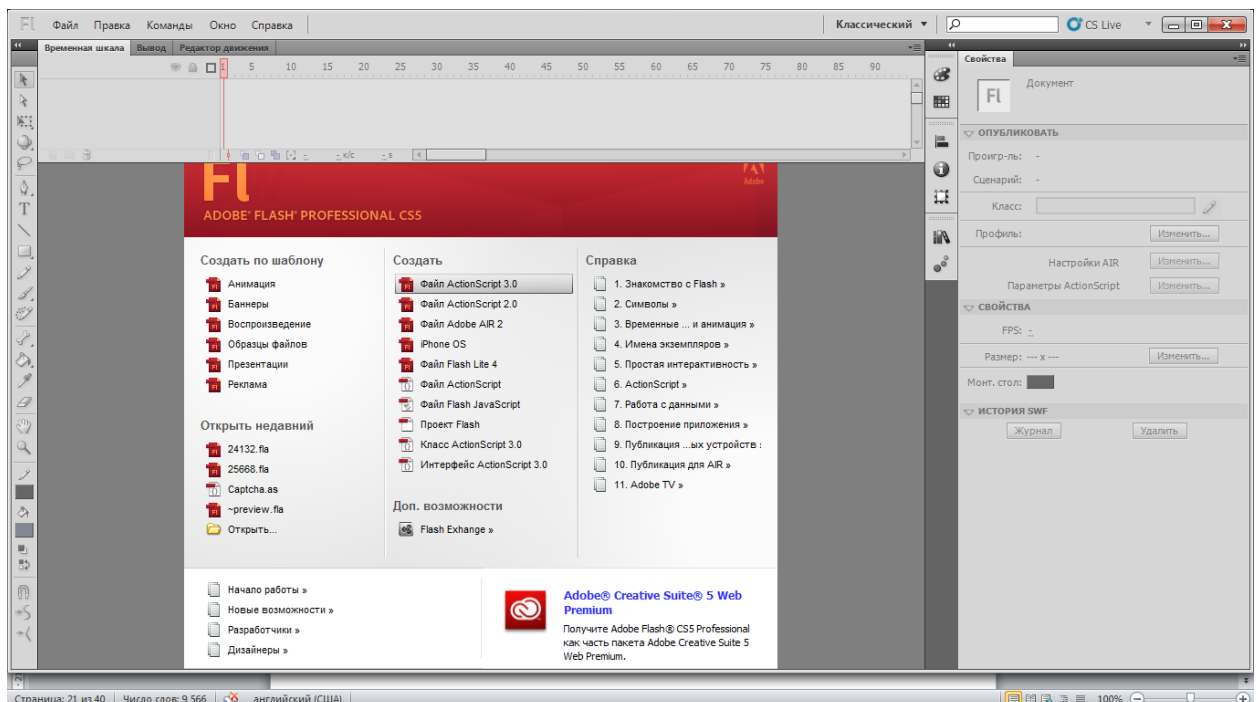 Fl Файл Правка Команды Окно Справка Классический CS Live
Временная шкала Вывод Редактор движения
1 5 10 15 20 25 30 35 40 45 50 55 60 65 70 75 80 85 90
- - к/с - s
Fl
Adobe
ADOBE® FLASH® PROFESSIONAL CS5
Создать по шаблону
Анимация
Баннеры
Воспроизведение
Образцы файлов
Презентации
Реклама
Открыть недавний
24132.fla
25668.fla
Captcha.as
~preview.fla
Открыть...
Создать
Файл ActionScript 3.0
Файл ActionScript 2.0
Файл Adobe AIR 2
iPhone OS
Файл Flash Lite 4
Файл ActionScript
Файл Flash JavaScript
Проект Flash
Класс ActionScript 3.0
Интерфейс ActionScript 3.0
Доп. возможности
Flash Exhange »
Справка
1. Знакомство с Flash »
2. Символы »
3. Временные ... и анимация »
4. Имена экземпляров »
5. Простая интерактивность »
6. ActionScript »
7. Работа с данными »
8. Построение приложения »
9. Публикация ...ых устройств
10. Публикация для AIR »
11. Adobe TV »
Начало работы »
Новые возможности »
Разработчики »
Дизайнеры »
Adobe® Creative Suite® 5 Web
Premium
Получите Adobe Flash® CS5 Professional
как часть пакета Adobe Creative Suite 5
Web Premium.
Свойства
Fl Документ
ОПУБЛИКОВАТЬ
Проигр-ль: -
Сценарий: -
Класс:
Профиль: Изменить...
Настройки AIR Изменить...
Параметры ActionScript Изменить...
СВОЙСТВА
FPS: -
Размер: --- x --- Изменить...
Монт. стол:
ИСТОРИЯ SWF
Журнал Удалить
Страница: 21 из 40 Число слов: 9 566 английский (США) 100%